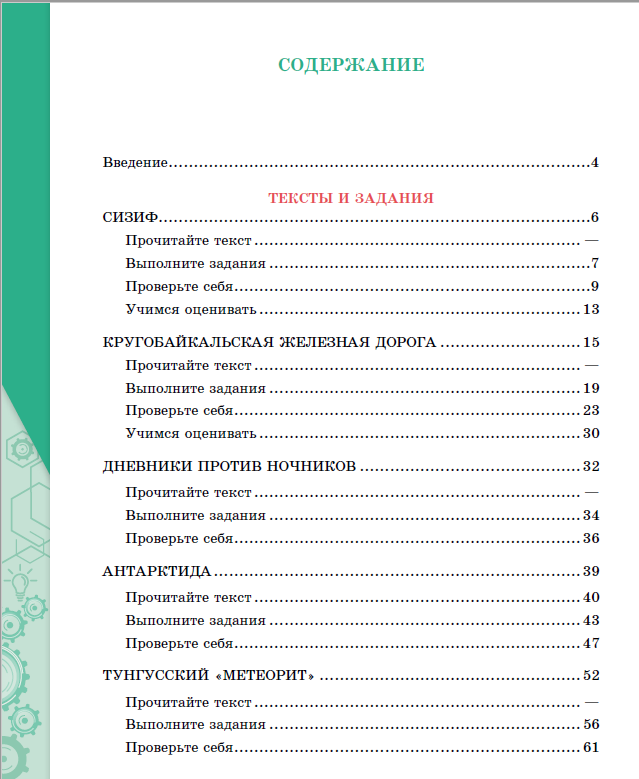 СОДЕРЖАНИЕ
Введение....................................................................................4
ТЕКСТЫ И ЗАДАНИЯ
СИЗИФ......................................................................................6
Прочитайте текст ................................................................. —
Выполните задания ................................................................7
Проверьте себя.......................................................................9
Учимся оценивать ................................................................13
КРУГОБАЙКАЛЬСКАЯ ЖЕЛЕЗНАЯ ДОРОГА ............................15
Прочитайте текст ................................................................. —
Выполните задания ..............................................................19
Проверьте себя.....................................................................23
Учимся оценивать ................................................................30
ДНЕВНИКИ ПРОТИВ НОЧНИКОВ ............................................32
Прочитайте текст ................................................................. —
Выполните задания ..............................................................34
Проверьте себя.....................................................................36
АНТАРКТИДА.........................................................................39
Прочитайте текст .................................................................40
Выполните задания ..............................................................43
Проверьте себя.....................................................................47
ТУНГУССКИЙ «МЕТЕОРИТ» ....................................................52
Прочитайте текст ................................................................. —
Выполните задания ..............................................................56
Проверьте себя.....................................................................61